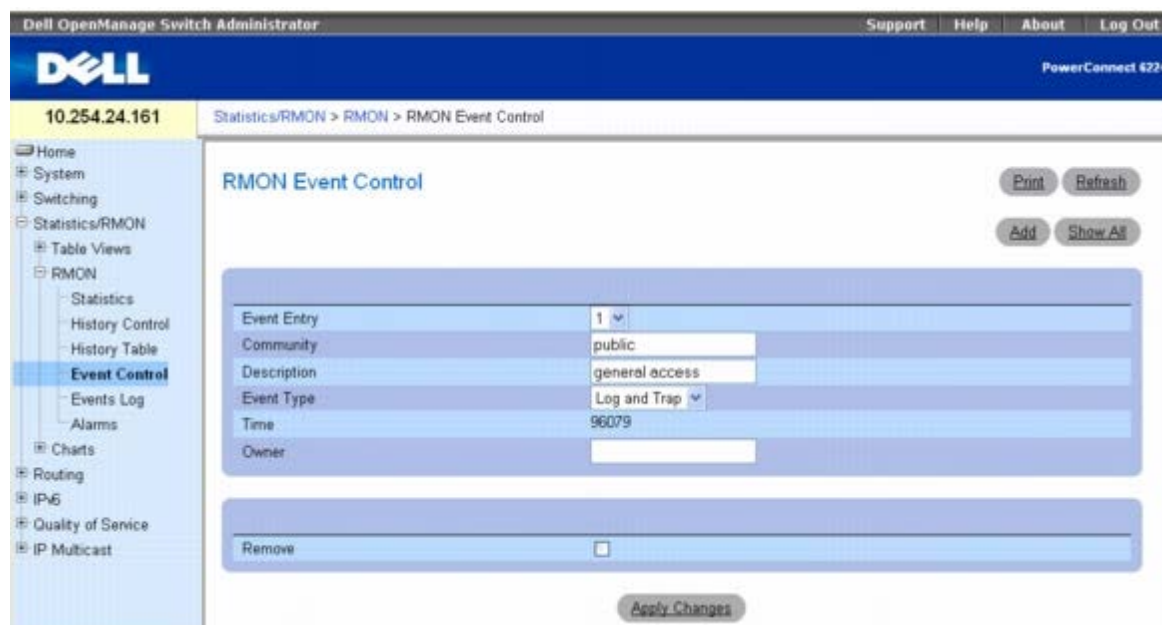 Dell OpenManage Switch Administrator
Support Help About Log Out
DELL
PowerConnect 622
10.254.24.161
Statistics/RMON > RMON > RMON Event Control
Home
System
Switching
Statistics/RMON
Table Views
RMON
Statistics
History Control
History Table
Event Control
Events Log
Alarms
Charts
Routing
IPv6
Quality of Service
IP Multicast
RMON Event Control
Print Refresh
Add Show All
Event Entry 1
Community public
Description general access
Event Type Log and Trap
Time 96079
Owner
Remove
Apply Changes